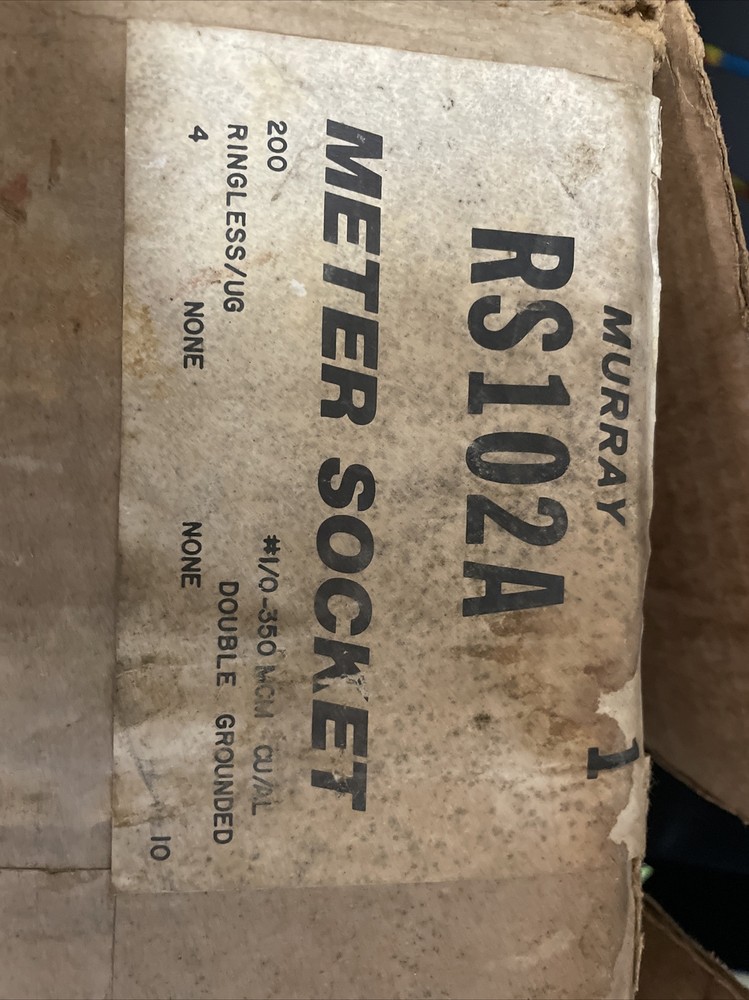 MURRAY 1
RS102A
METER SOCKET
200 #1/0-350 MCM CU/AL
RINGLESS/UG DOUBLE GROUNDED
4 NONE NONE
10